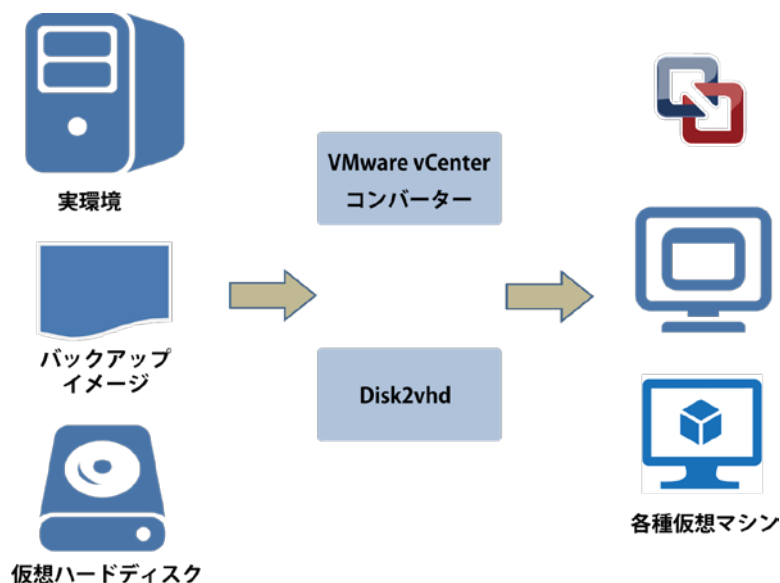 実環境
バックアップ
イメージ
仮想ハードディスク
VMware vCenter
コンバーター
Disk2vhd
各種仮想マシン